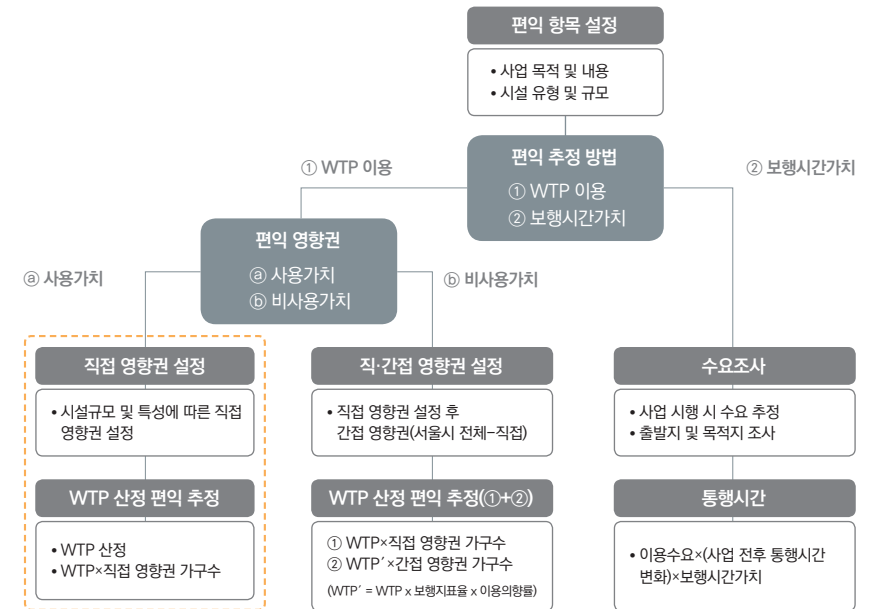 편익 항목 설정
• 사업 목적 및 내용
• 시설 유형 및 규모
편익 추정 방법
① WTP 이용
② 보행시간가치
① WTP 이용
② 보행시간가치
편익 영향권
ⓐ 사용가치
ⓑ 비사용가치
ⓐ 사용가치
ⓑ 비사용가치
직접 영향권 설정
• 시설규모 및 특성에 따른 직접
영향권 설정
WTP 산정 편익 추정
• WTP 산정
• WTP×직접 영향권 가구수
직·간접 영향권 설정
• 직접 영향권 설정 후
간접 영향권(서울시 전체-직접)
WTP 산정 편익 추정(①+②)
① WTP×직접 영향권 가구수
② WTP´×간접 영향권 가구수
(WTP´ = WTP x 보행지표율 x 이용의향률)
수요조사
• 사업 시행 시 수요 추정
• 출발지 및 목적지 조사
통행시간
• 이용수요×(사업 전후 통행시간
변화)×보행시간가치